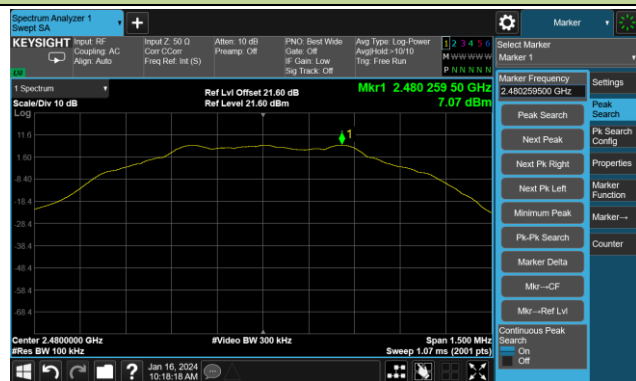 Spectrum Analyzer 1
Swept SA
+
Marker
KEYSIGHT
Input: RF
Coupling: AC
Align: Auto
Input Z: 50 Ω
Corr CCorr
Freq Ref: Int (S)
Atten: 10 dB
Preamp: Off
PNO: Best Wide
Gate: Off
IF Gain: Low
Sig Track: Off
Avg Type: Log-Power
Avg|Hold:>10/10
Trig: Free Run
1 2 3 4 5 6
M W W W W W
P N N N N N
Select Marker
Marker 1
LXI
1 Spectrum
Scale/Div 10 dB
Log
Ref Lvl Offset 21.60 dB
Ref Level 21.60 dBm
Mkr1 2.480 259 50 GHz
7.07 dBm
11.6
1.60
-8.40
-18.4
-28.4
-38.4
-48.4
-58.4
-68.4
1
Center 2.4800000 GHz
#Res BW 100 kHz
#Video BW 300 kHz
Span 1.500 MHz
Sweep 1.07 ms (2001 pts)
Marker Frequency
2.480259500 GHz
Peak Search
Next Peak
Next Pk Right
Next Pk Left
Minimum Peak
Pk-Pk Search
Marker Delta
Mkr→CF
Mkr→Ref Lvl
Continuous Peak
Search
On
Off
Settings
Peak
Search
Pk Search
Config
Properties
Marker
Function
Marker→
Counter
?
Jan 16, 2024
10:18:18 AM